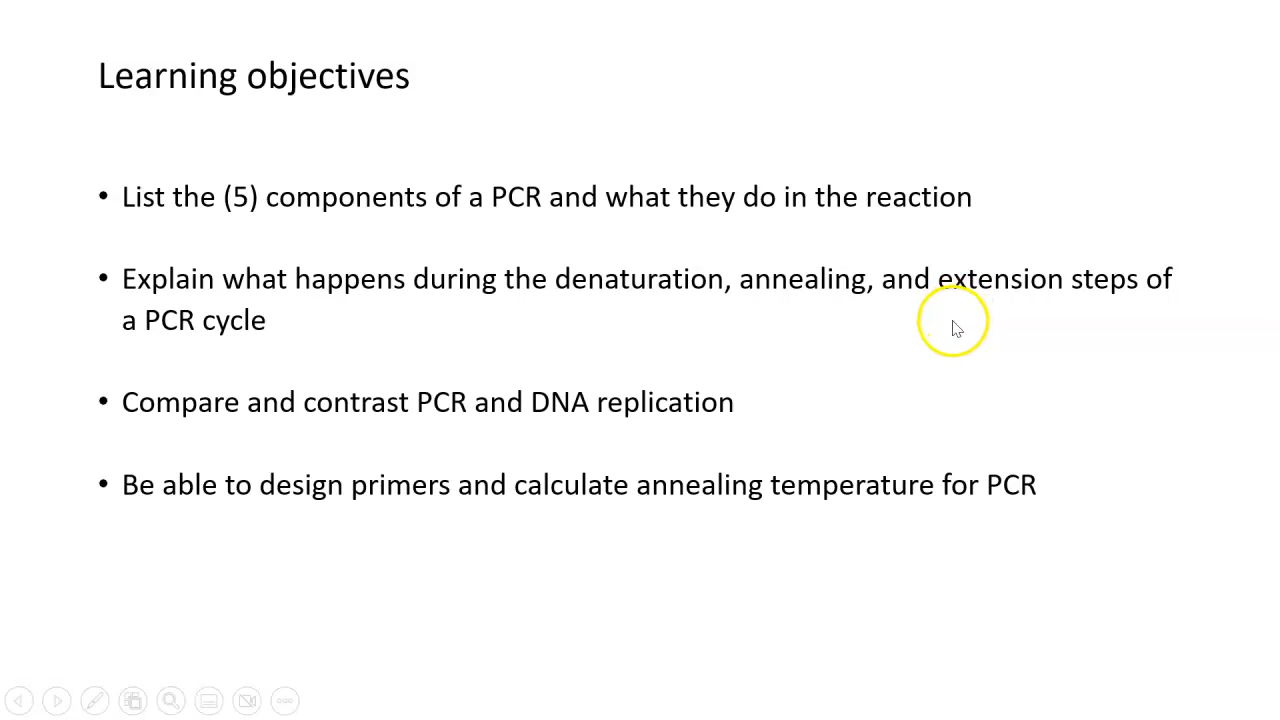 Learning objectives
• List the (5) components of a PCR and what they do in the reaction
• Explain what happens during the denaturation, annealing, and extension steps of
a PCR cycle
• Compare and contrast PCR and DNA replication
• Be able to design primers and calculate annealing temperature for PCR